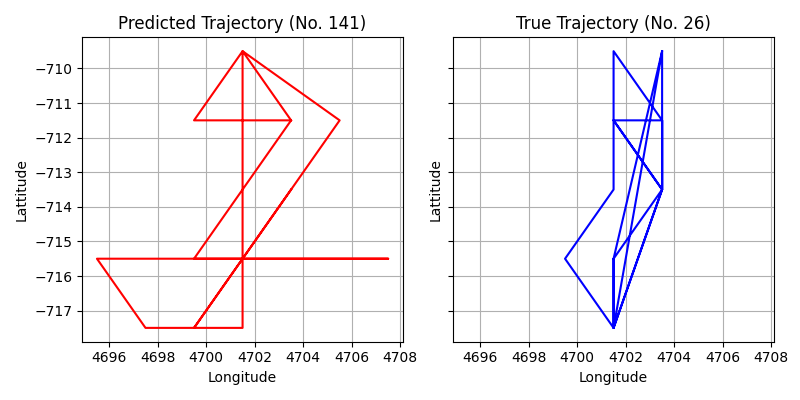 Predicted Trajectory (No. 141)
True Trajectory (No. 26)
−710
−711
−712
−713
−714
−715
−716
−717
Lattitude
Lattitude
4696 4698 4700 4702 4704 4706 4708
4696 4698 4700 4702 4704 4706 4708
Longitude
Longitude